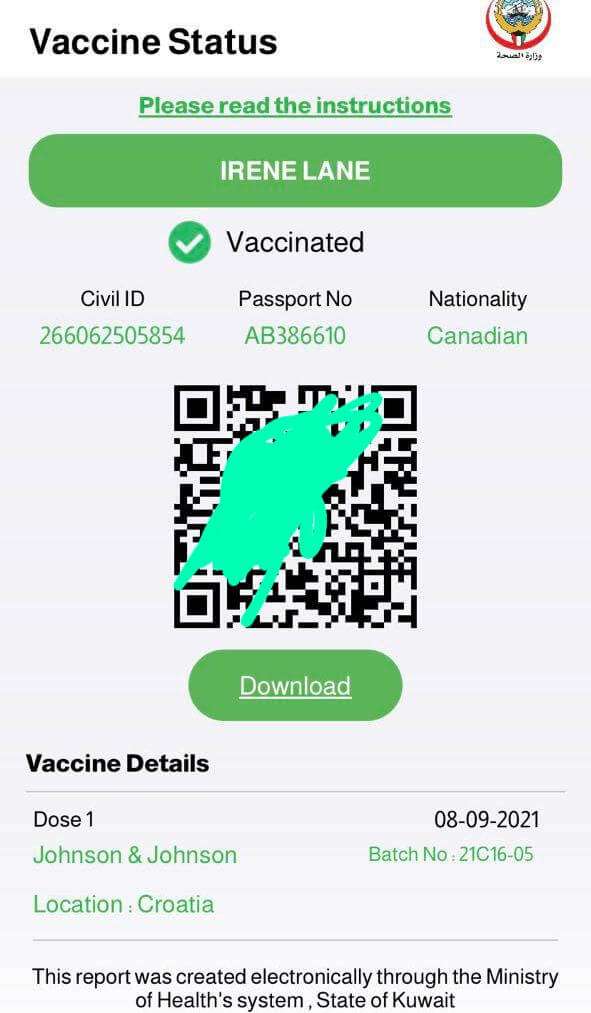 Vaccine Status
وزارة الصحة
Please read the instructions
IRENE LANE
Vaccinated
Civil ID Passport No Nationality
266062505854 AB386610 Canadian
Download
Vaccine Details
Dose 1 08-09-2021
Johnson & Johnson Batch No : 21C16-05
Location : Croatia
This report was created electronically through the Ministry
of Health's system , State of Kuwait